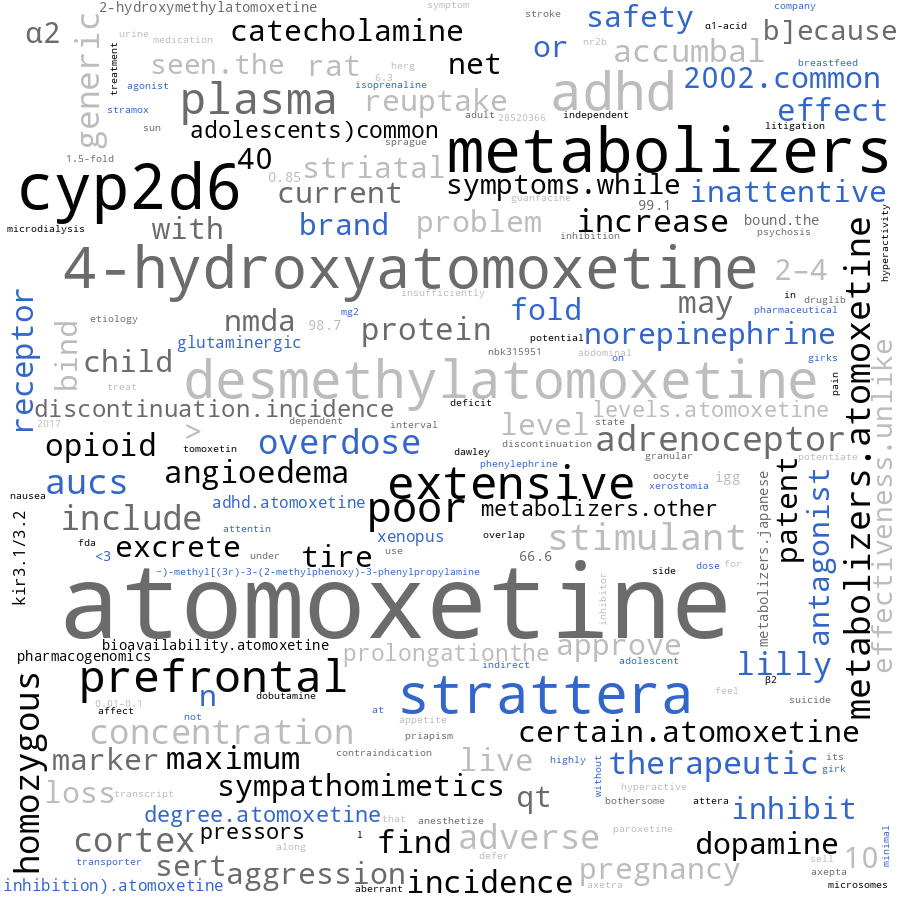 2-hydroxymethylatomoxetine
symptom
company
α2
generic
urine
medication
catecholamine
stroke
safety
α1-acid
b]ecause
or
nr2b
accumbal
treatment
seen.the
rat
herg
6.3
net
2002.common
breastfeed
agonist
stramox
plasma
isoprenaline
reuptake
adhd
effect
adult
28520366
independent
sun
adolescents)common
sprague
litigation
1.5-fold
40
metabolizers
cyp2d6
0.85
striatal
current
symptoms.while
guanfacine
99.1
inattentive
microdialysis
with
brand
problem
increase
inhibition
bound.the
psychosis
hyperactivity
4-hydroxyatomoxetine
2–4
receptor
insufficiently
fold
may
in
druglib
pharmaceutical
etiology
mg2
nmda
98.7
protein
potential
norepinephrine
bind
child
glutaminergic
nbk315951
abdominal
on
girks
metabolizers.atomoxetine
effectiveness.unlike
treat
desmethylatomoxetine
pain
discontinuation.incidence
deficit
levels.atomoxetine
2017
>
dependent
interval
level
state
adrenoceptor
opioid
tomoxetin
overdose
dawley
discontinuation
granular
potentiate
phenylephrine
aucs
angioedema
extensive
oocyte
xerostomia
igg
nausea
adhd.atomoxetine
poor
metabolizers.other
metabolizers.japanese
patent
antagonist
kir3.1/3.2
include
attentin
xenopus
overlap
stimulant
fda
<3
excrete
under
tire
use
66.6
~)-methyl[(3r)-3-(2-methylphenoxy)-3-phenylpropylamine
side
dose
for
atomoxetine
inhibitor
bioavailability.atomoxetine
pharmacogenomics
prolongationthe
approve
indirect
adolescent
lilly
prefrontal
n
dobutamine
β2
0.01–0.1
affect
not
at
strattera
feel
suicide
homozygous
concentration
appetite
priapism
certain.atomoxetine
marker
maximum
contraindication
live
highly
without
therapeutic
its
girk
loss
transcript
sympathomimetics
qt
hyperactive
bothersome
attera
inhibit
degree.atomoxetine
that
anesthetize
cortex
pressors
1
along
find
adverse
paroxetine
dopamine
minimal
transporter
sert
defer
sell
10
axepta
aggression
pregnancy
inhibition).atomoxetine
aberrant
incidence
axetra
microsomes